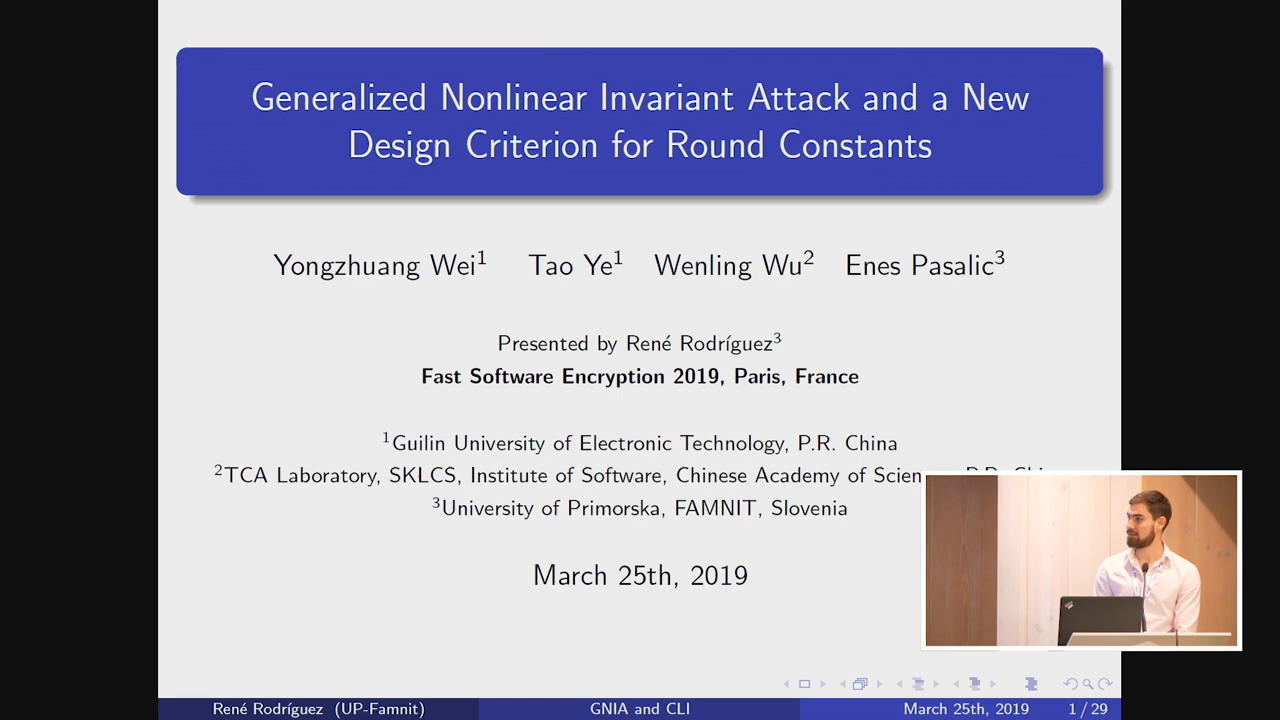 Generalized Nonlinear Invariant Attack and a New
Design Criterion for Round Constants
Yongzhuang Wei¹ Tao Ye¹ Wenling Wu² Enes Pasalic³
Presented by René Rodríguez³
Fast Software Encryption 2019, Paris, France
¹Guilin University of Electronic Technology, P.R. China
²TCA Laboratory, SKLCS, Institute of Software, Chinese Academy of
³University of Primorska, FAMNIT, Slovenia
March 25th, 2019
René Rodríguez (UP-Famnit) GNIA and CLI March 25th, 2019 1 / 29